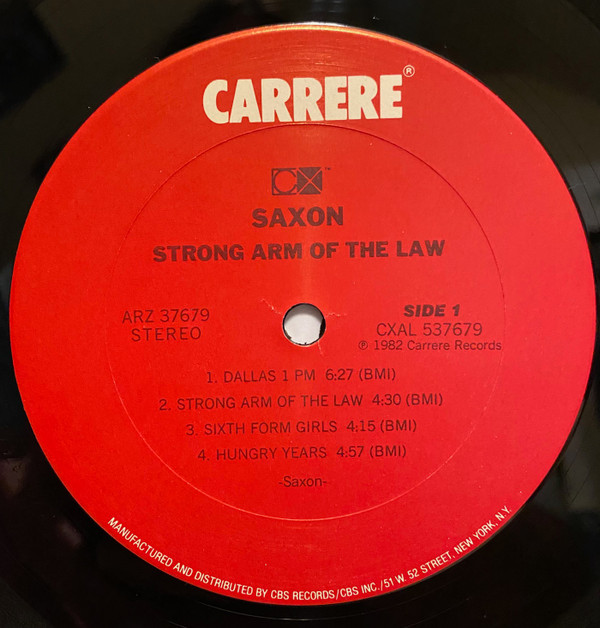 CARRERE®
CX™
SAXON
STRONG ARM OF THE LAW
ARZ 37679
STEREO
SIDE 1
CXAL 537679
℗ 1982 Carrere Records
1. DALLAS 1 PM 6:27 (BMI)
2. STRONG ARM OF THE LAW 4:30 (BMI)
3. SIXTH FORM GIRLS 4:15 (BMI)
4. HUNGRY YEARS 4:57 (BMI)
-Saxon-
MANUFACTURED AND DISTRIBUTED BY CBS RECORDS/CBS INC./51 W. 52 STREET, NEW YORK, N.Y.